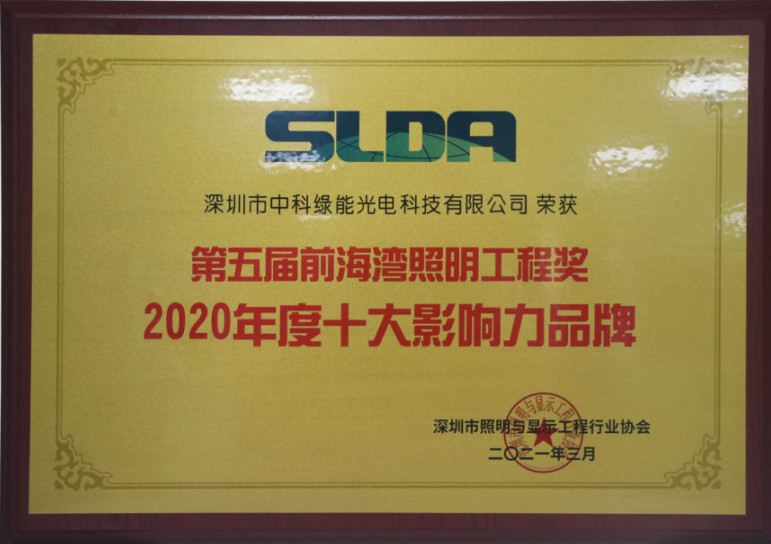 SLDA
深圳市中科绿能光电科技有限公司 荣获
第五届前海湾照明工程奖
2020年度十大影响力品牌
深圳市照明与显示工程行业协会
二〇二一年三月